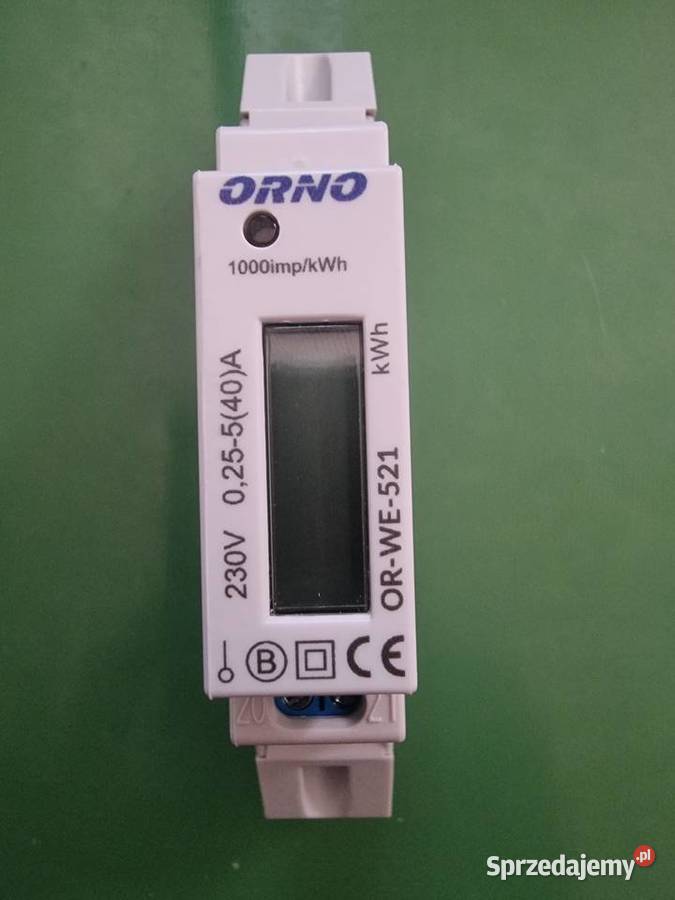 ORNO
1000imp/kWh
230V 0,25-5(40)A
kWh
OR-WE-521
B
CE
20 21
Sprzedajemy.pl